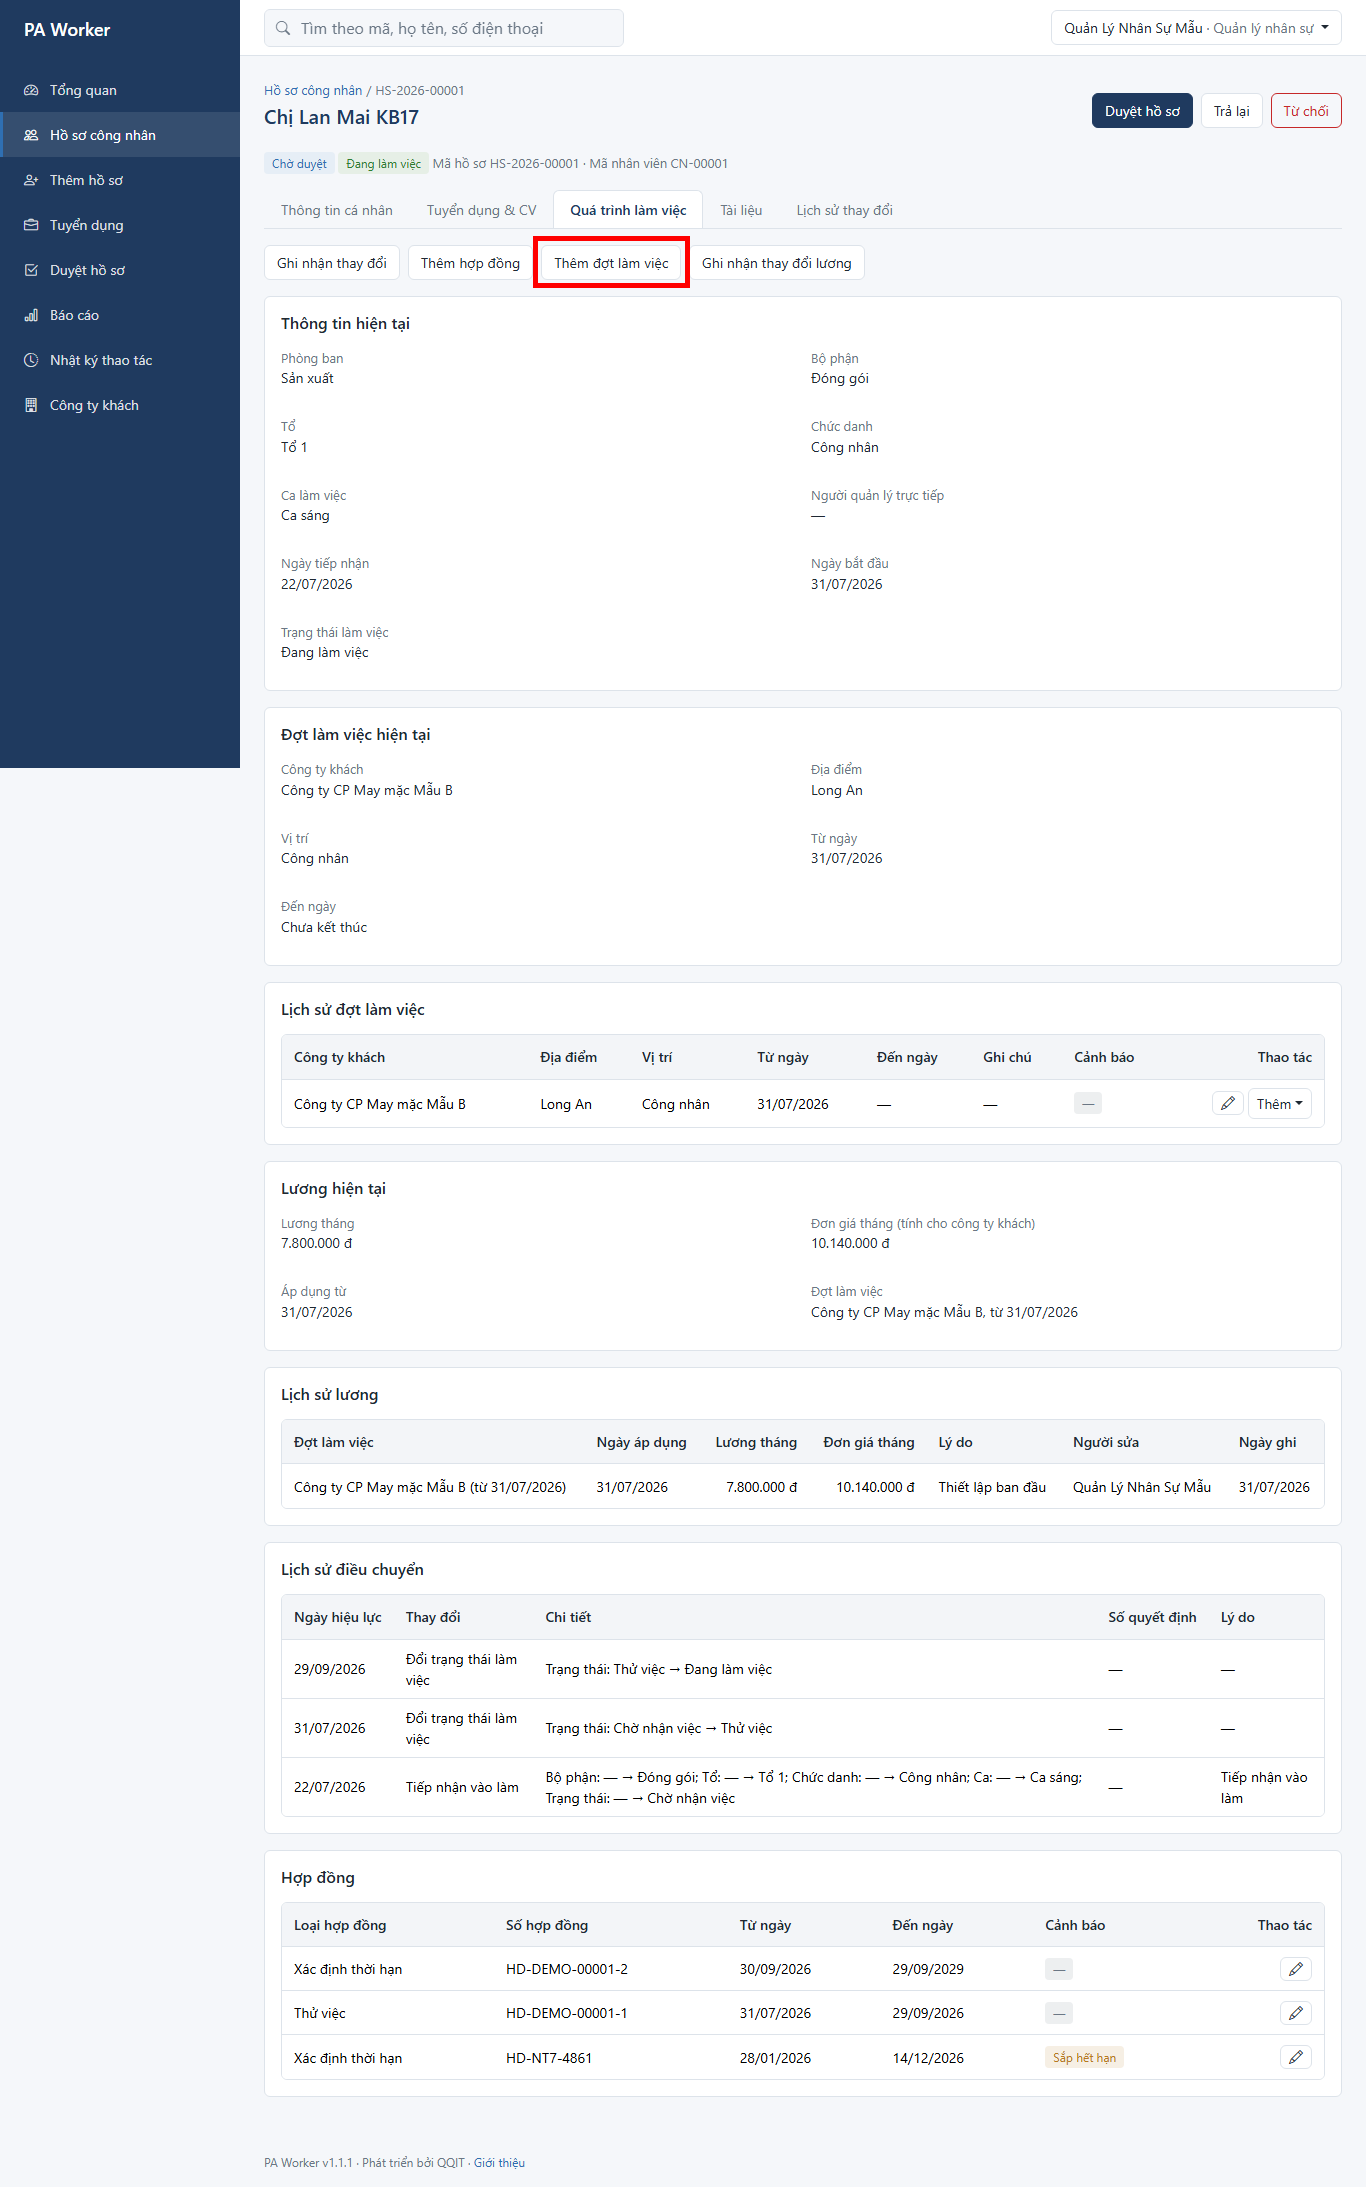 PA Worker
Tìm theo mã, họ tên, số điện thoại
Quản Lý Nhân Sự Mẫu · Quản lý nhân sự
Tổng quan
Hồ sơ công nhân
Thêm hồ sơ
Tuyển dụng
Duyệt hồ sơ
Báo cáo
Nhật ký thao tác
Công ty khách
Hồ sơ công nhân / HS-2026-00001
Chị Lan Mai KB17
Duyệt hồ sơ Trả lại Từ chối
Chờ duyệt Đang làm việc Mã hồ sơ HS-2026-00001 · Mã nhân viên CN-00001
Thông tin cá nhân Tuyển dụng & CV Quá trình làm việc Tài liệu Lịch sử thay đổi
Ghi nhận thay đổi Thêm hợp đồng Thêm đợt làm việc Ghi nhận thay đổi lương
Thông tin hiện tại
Phòng ban Bộ phận
Sản xuất Đóng gói
Tổ Chức danh
Tổ 1 Công nhân
Ca làm việc Người quản lý trực tiếp
Ca sáng —
Ngày tiếp nhận Ngày bắt đầu
22/07/2026 31/07/2026
Trạng thái làm việc
Đang làm việc
Đợt làm việc hiện tại
Công ty khách Địa điểm
Công ty CP May mặc Mẫu B Long An
Vị trí Từ ngày
Công nhân 31/07/2026
Đến ngày
Chưa kết thúc
Lịch sử đợt làm việc
Công ty khách Địa điểm Vị trí Từ ngày Đến ngày Ghi chú Cảnh báo Thao tác
Công ty CP May mặc Mẫu B Long An Công nhân 31/07/2026 — — — Thêm
Lương hiện tại
Lương tháng Đơn giá tháng (tính cho công ty khách)
7.800.000 đ 10.140.000 đ
Áp dụng từ Đợt làm việc
31/07/2026 Công ty CP May mặc Mẫu B, từ 31/07/2026
Lịch sử lương
Đợt làm việc Ngày áp dụng Lương tháng Đơn giá tháng Lý do Người sửa Ngày ghi
Công ty CP May mặc Mẫu B (từ 31/07/2026) 31/07/2026 7.800.000 đ 10.140.000 đ Thiết lập ban đầu Quản Lý Nhân Sự Mẫu 31/07/2026
Lịch sử điều chuyển
Ngày hiệu lực Thay đổi Chi tiết Số quyết định Lý do
29/09/2026 Đổi trạng thái làm việc Trạng thái: Thử việc → Đang làm việc — —
31/07/2026 Đổi trạng thái làm việc Trạng thái: Chờ nhận việc → Thử việc — —
22/07/2026 Tiếp nhận vào làm Bộ phận: — → Đóng gói; Tổ: — → Tổ 1; Chức danh: — → Công nhân; Ca: — → Ca sáng; Trạng thái: — → Chờ nhận việc — Tiếp nhận vào làm
Hợp đồng
Loại hợp đồng Số hợp đồng Từ ngày Đến ngày Cảnh báo Thao tác
Xác định thời hạn HD-DEMO-00001-2 30/09/2026 29/09/2029 —
Thử việc HD-DEMO-00001-1 31/07/2026 29/09/2026 —
Xác định thời hạn HD-NT7-4861 28/01/2026 14/12/2026 Sắp hết hạn
PA Worker v1.1.1 · Phát triển bởi QQIT · Giới thiệu